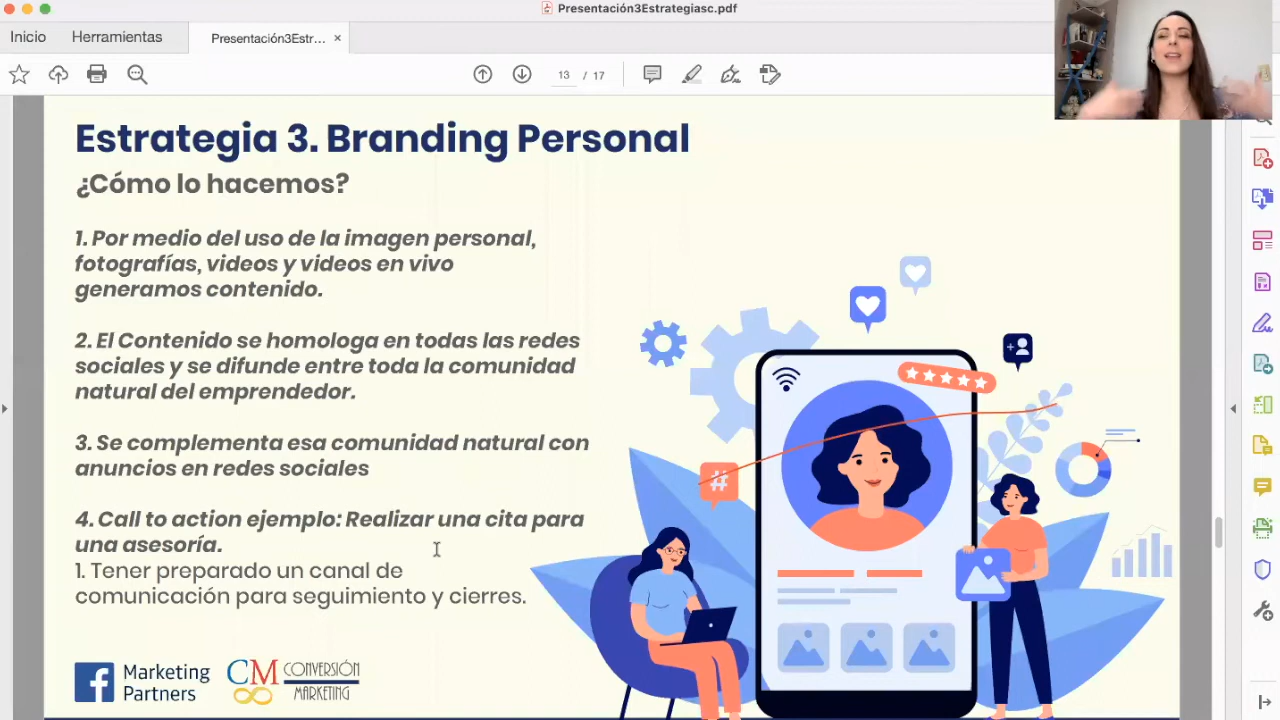 Presentación3Estrategiasc.pdf
Inicio
Herramientas
Presentación3Estr... ×
13 / 17
Estrategia 3. Branding Personal
¿Cómo lo hacemos?
1. Por medio del uso de la imagen personal,
fotografías, videos y videos en vivo
generamos contenido.
2. El Contenido se homologa en todas las redes
sociales y se difunde entre toda la comunidad
natural del emprendedor.
3. Se complementa esa comunidad natural con
anuncios en redes sociales
4. Call to action ejemplo: Realizar una cita para
una asesoría.
1. Tener preparado un canal de
comunicación para seguimiento y cierres.
#
f Marketing
Partners
CM CONVERSIÓN
MARKETING